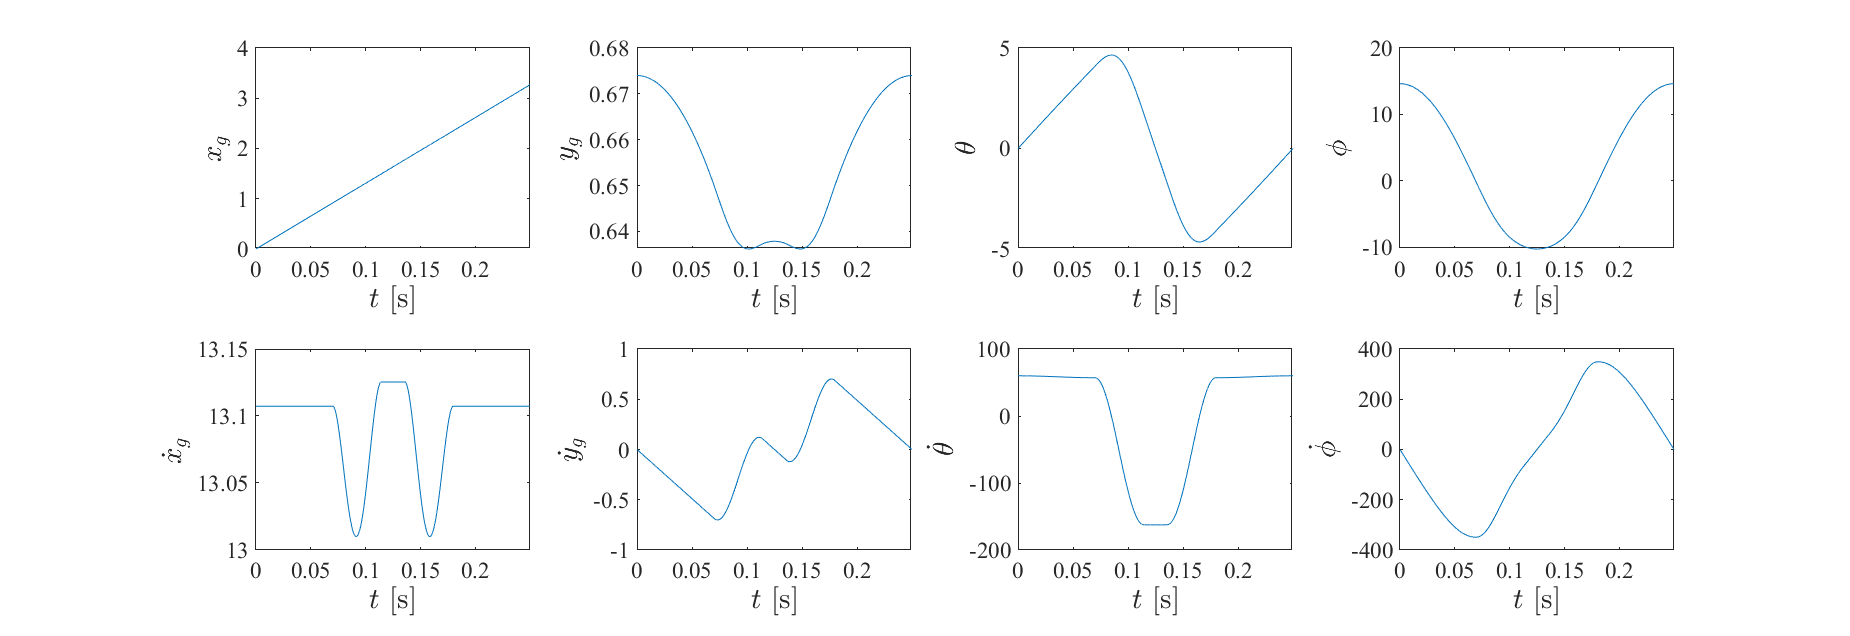 4
3
2
1
0
x_g
0 0.05 0.1 0.15 0.2
t [s]
0.68
0.67
0.66
0.65
0.64
y_g
0 0.05 0.1 0.15 0.2
t [s]
5
0
-5
θ
0 0.05 0.1 0.15 0.2
t [s]
20
10
0
-10
ϕ
0 0.05 0.1 0.15 0.2
t [s]
13.15
13.1
13.05
13
ẋ_g
0 0.05 0.1 0.15 0.2
t [s]
1
0.5
0
-0.5
-1
ẏ_g
0 0.05 0.1 0.15 0.2
t [s]
100
0
-100
-200
θ̇
0 0.05 0.1 0.15 0.2
t [s]
400
200
0
-200
-400
ϕ̇
0 0.05 0.1 0.15 0.2
t [s]